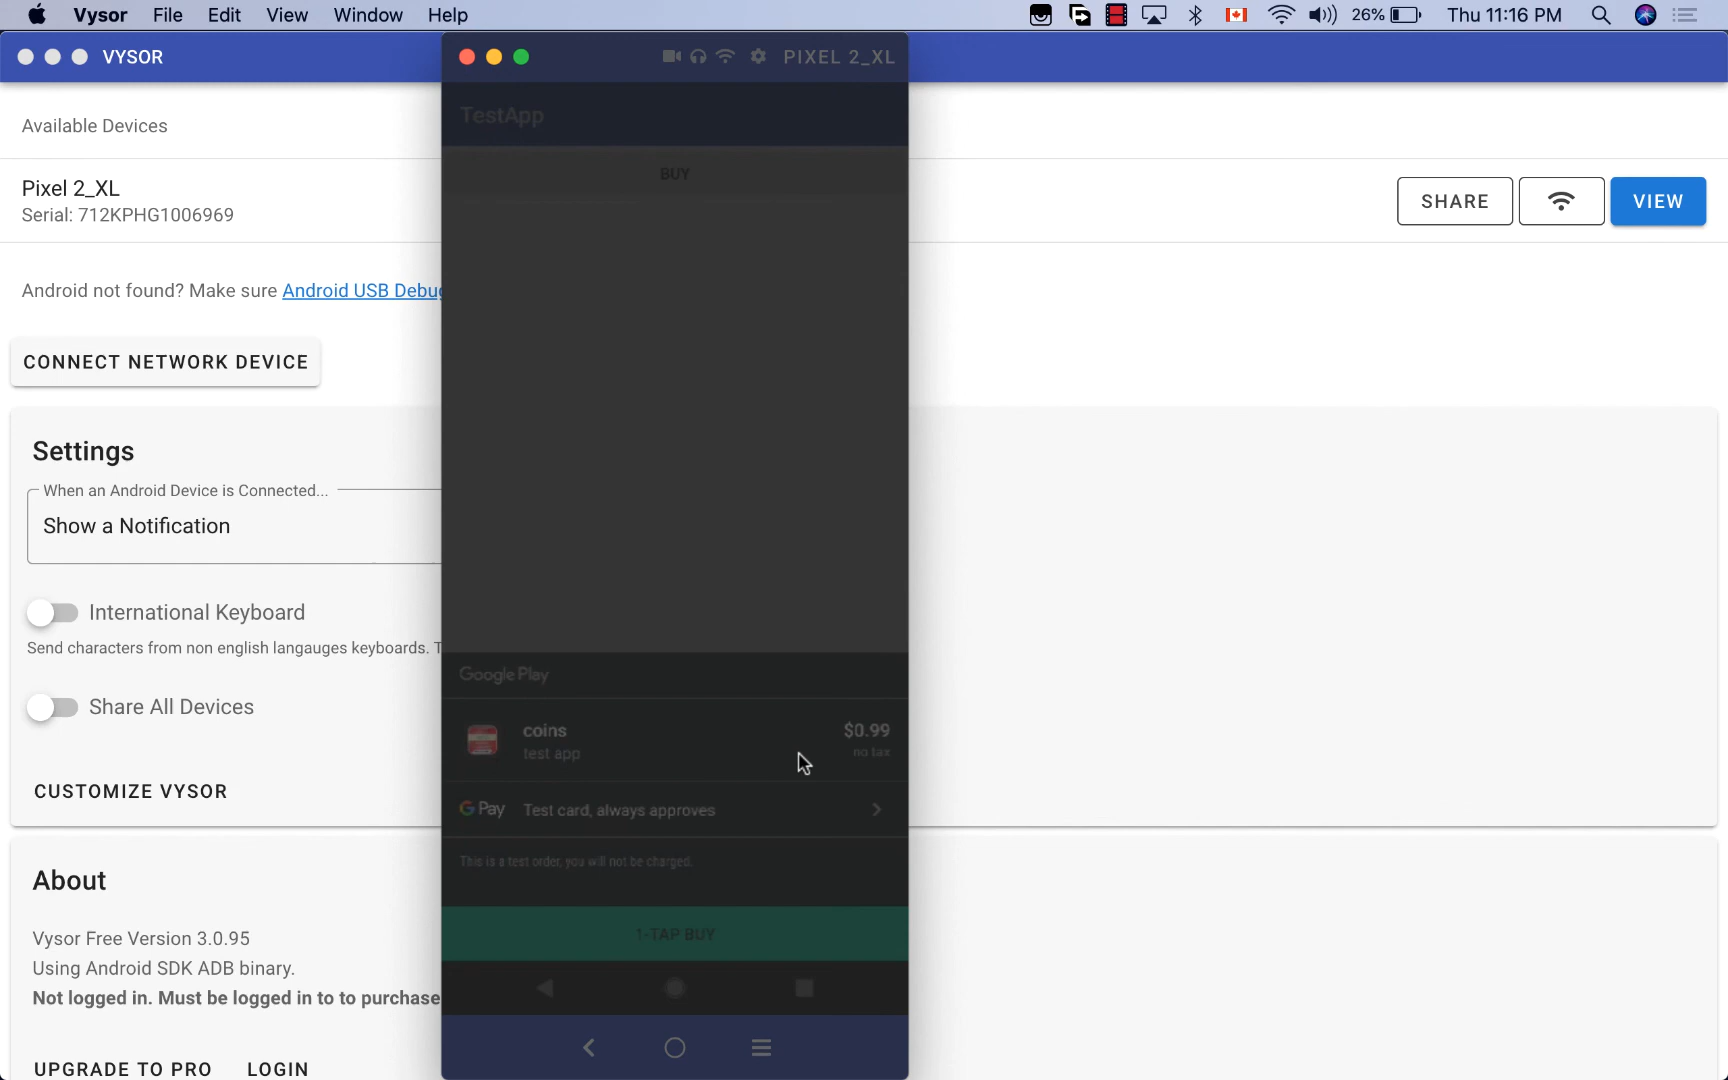 Vysor File Edit View Window Help 26% Thu 11:16 PM
VYSOR
PIXEL 2_XL
Available Devices
TestApp
BUY
Pixel 2_XL
Serial: 712KPHG1006969
SHARE VIEW
Android not found? Make sure Android USB Debug
CONNECT NETWORK DEVICE
Settings
When an Android Device is Connected...
Show a Notification
International Keyboard
Send characters from non english langauges keyboards. T
Share All Devices
CUSTOMIZE VYSOR
Google Play
coins $0.99
test app no tax
G Pay Test card, always approves
This is a test order, you will not be charged.
1-TAP BUY
About
Vysor Free Version 3.0.95
Using Android SDK ADB binary.
Not logged in. Must be logged in to to purchase
UPGRADE TO PRO LOGIN